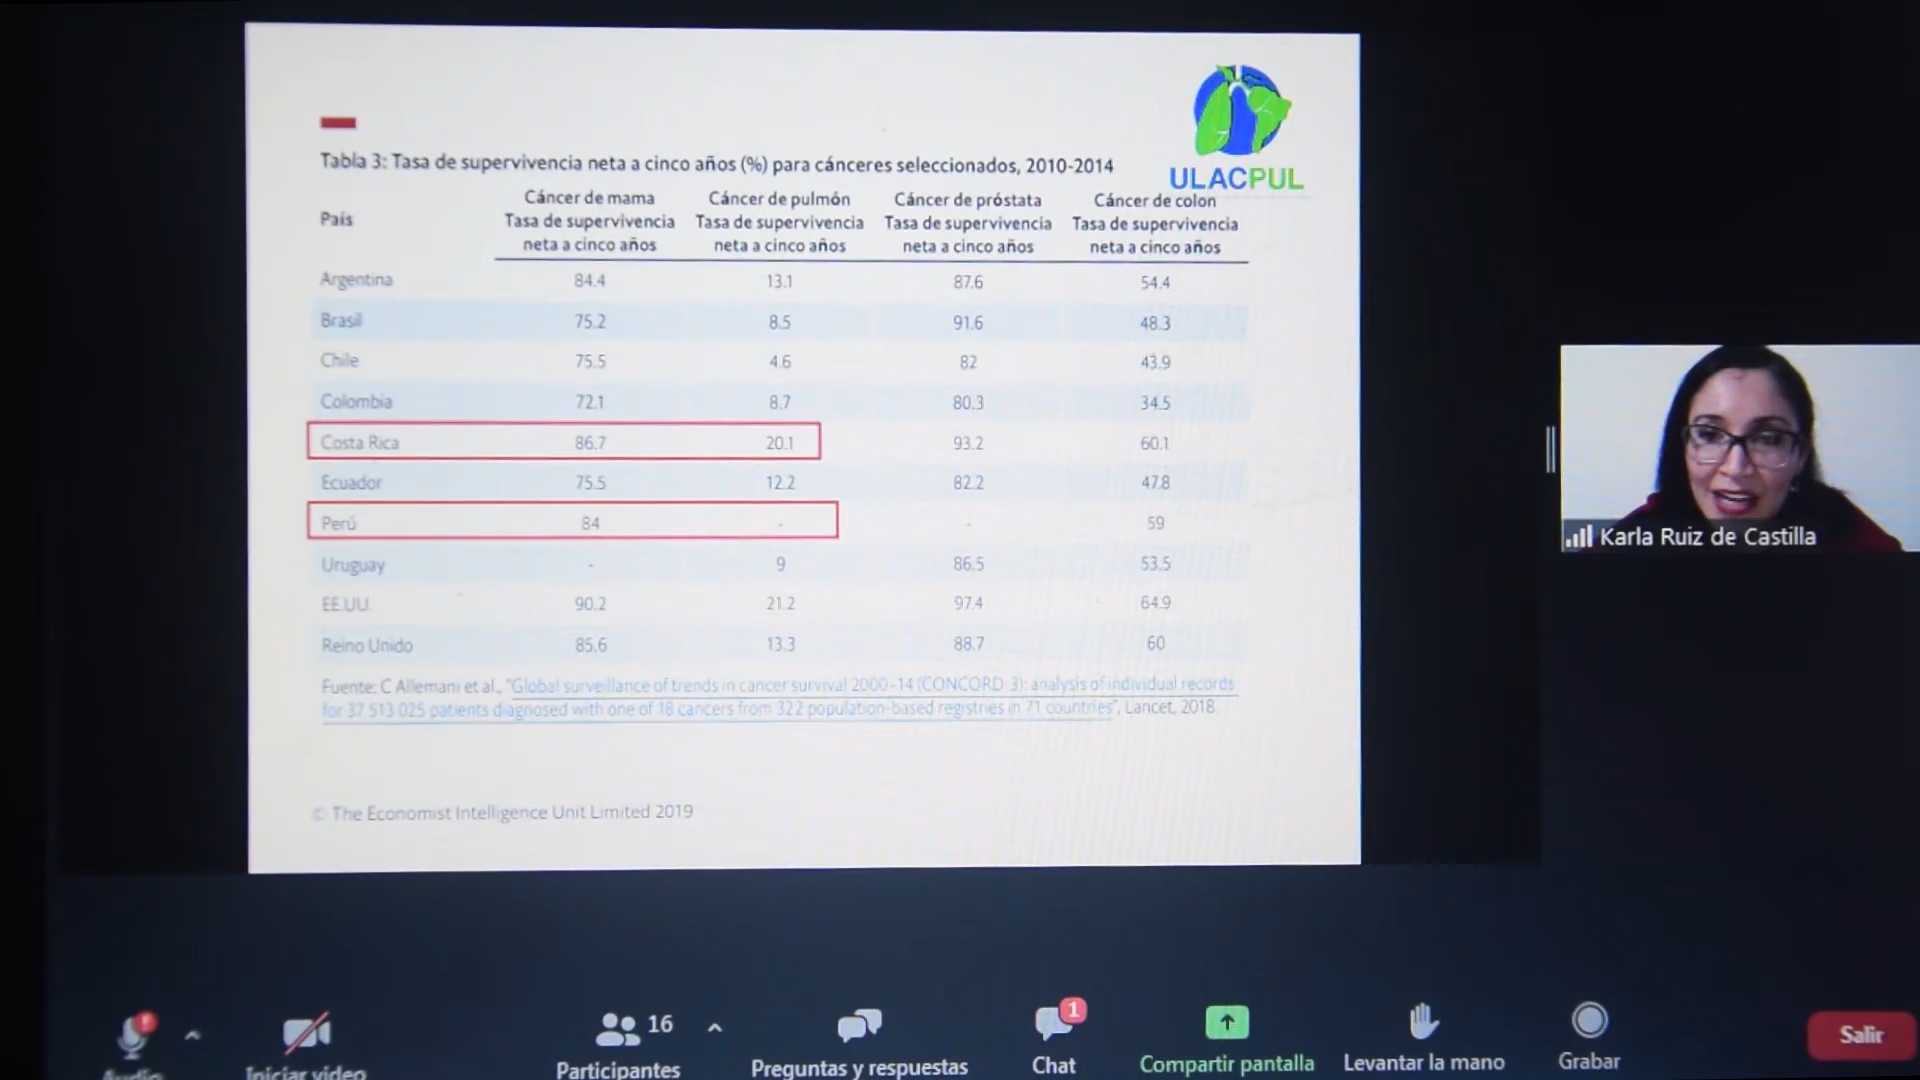 ULACPUL
Tabla 3: Tasa de supervivencia neta a cinco años (%) para cánceres seleccionados, 2010-2014
País
Cáncer de mama
Tasa de supervivencia
neta a cinco años
Cáncer de pulmón
Tasa de supervivencia
neta a cinco años
Cáncer de próstata
Tasa de supervivencia
neta a cinco años
Cáncer de colon
Tasa de supervivencia
neta a cinco años
Argentina 84.4 13.1 87.6 54.4
Brasil 75.2 8.5 91.6 48.3
Chile 75.5 4.6 82 43.9
Colombia 72.1 8.7 80.3 34.5
Costa Rica 86.7 20.1 93.2 60.1
Ecuador 75.5 12.2 82.2 47.8
Perú 84 - - 59
Uruguay - 9 86.5 53.5
EE.UU. 90.2 21.2 97.4 64.9
Reino Unido 85.6 13.3 88.7 60
Fuente: C Allemani et al., "Global surveillance of trends in cancer survival 2000-14 (CONCORD-3): analysis of individual records
for 37 513 025 patients diagnosed with one of 18 cancers from 322 population-based registries in 71 countries", Lancet, 2018
© The Economist Intelligence Unit Limited 2019
Karla Ruiz de Castilla
16
1
Audio
Iniciar video
Participantes
Preguntas y respuestas
Chat
Compartir pantalla
Levantar la mano
Grabar
Salir